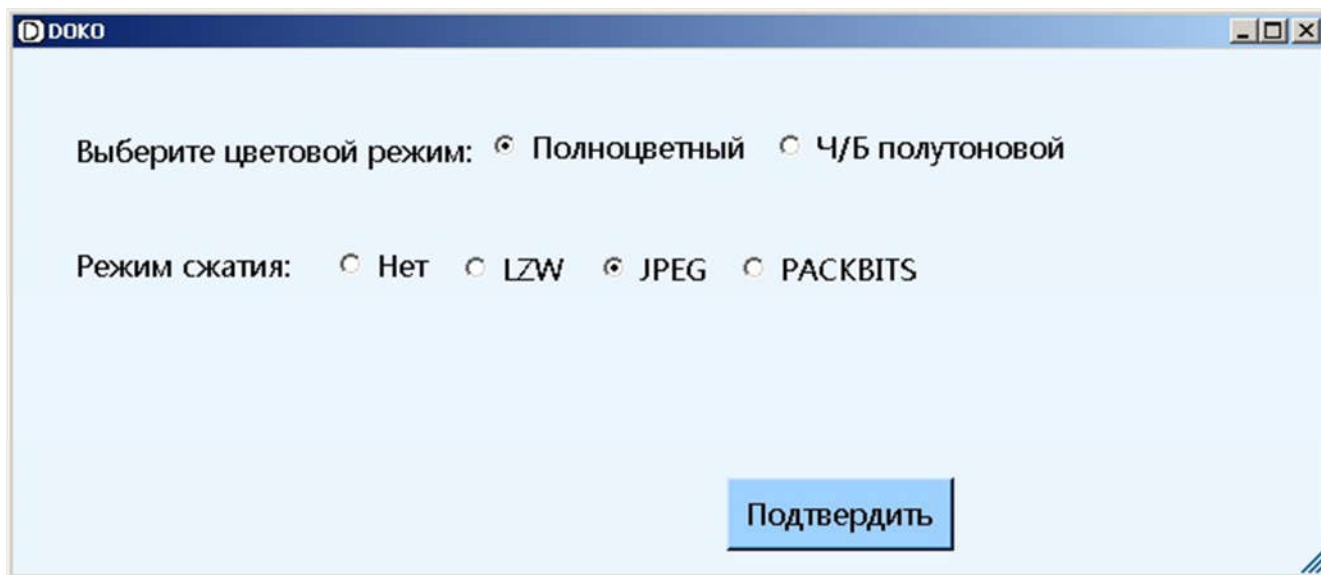 DOKO
Выберите цветовой режим: Полноцветный Ч/Б полутоновой
Режим сжатия: Нет LZW JPEG PACKBITS
Подтвердить